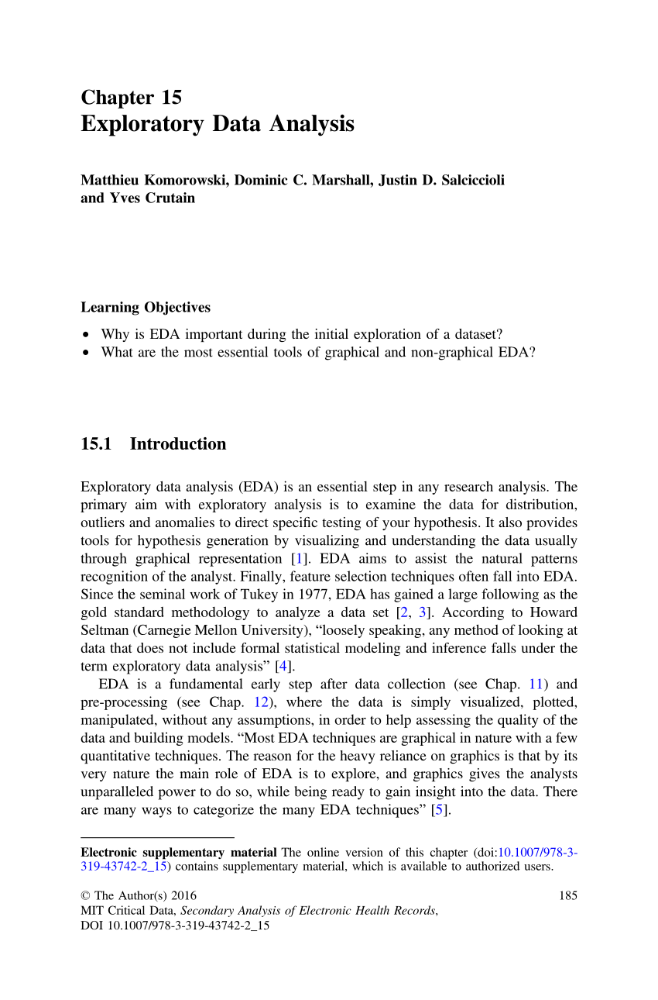 Chapter 15
Exploratory Data Analysis
Matthieu Komorowski, Dominic C. Marshall, Justin D. Salciccioli
and Yves Crutain
Learning Objectives
• Why is EDA important during the initial exploration of a dataset?
• What are the most essential tools of graphical and non-graphical EDA?
15.1 Introduction
Exploratory data analysis (EDA) is an essential step in any research analysis. The
primary aim with exploratory analysis is to examine the data for distribution,
outliers and anomalies to direct specific testing of your hypothesis. It also provides
tools for hypothesis generation by visualizing and understanding the data usually
through graphical representation [1]. EDA aims to assist the natural patterns
recognition of the analyst. Finally, feature selection techniques often fall into EDA.
Since the seminal work of Tukey in 1977, EDA has gained a large following as the
gold standard methodology to analyze a data set [2, 3]. According to Howard
Seltman (Carnegie Mellon University), “loosely speaking, any method of looking at
data that does not include formal statistical modeling and inference falls under the
term exploratory data analysis” [4].
EDA is a fundamental early step after data collection (see Chap. 11) and
pre-processing (see Chap. 12), where the data is simply visualized, plotted,
manipulated, without any assumptions, in order to help assessing the quality of the
data and building models. “Most EDA techniques are graphical in nature with a few
quantitative techniques. The reason for the heavy reliance on graphics is that by its
very nature the main role of EDA is to explore, and graphics gives the analysts
unparalleled power to do so, while being ready to gain insight into the data. There
are many ways to categorize the many EDA techniques” [5].
Electronic supplementary material The online version of this chapter (doi:10.1007/978-3-
319-43742-2_15) contains supplementary material, which is available to authorized users.
© The Author(s) 2016 185
MIT Critical Data, Secondary Analysis of Electronic Health Records,
DOI 10.1007/978-3-319-43742-2_15